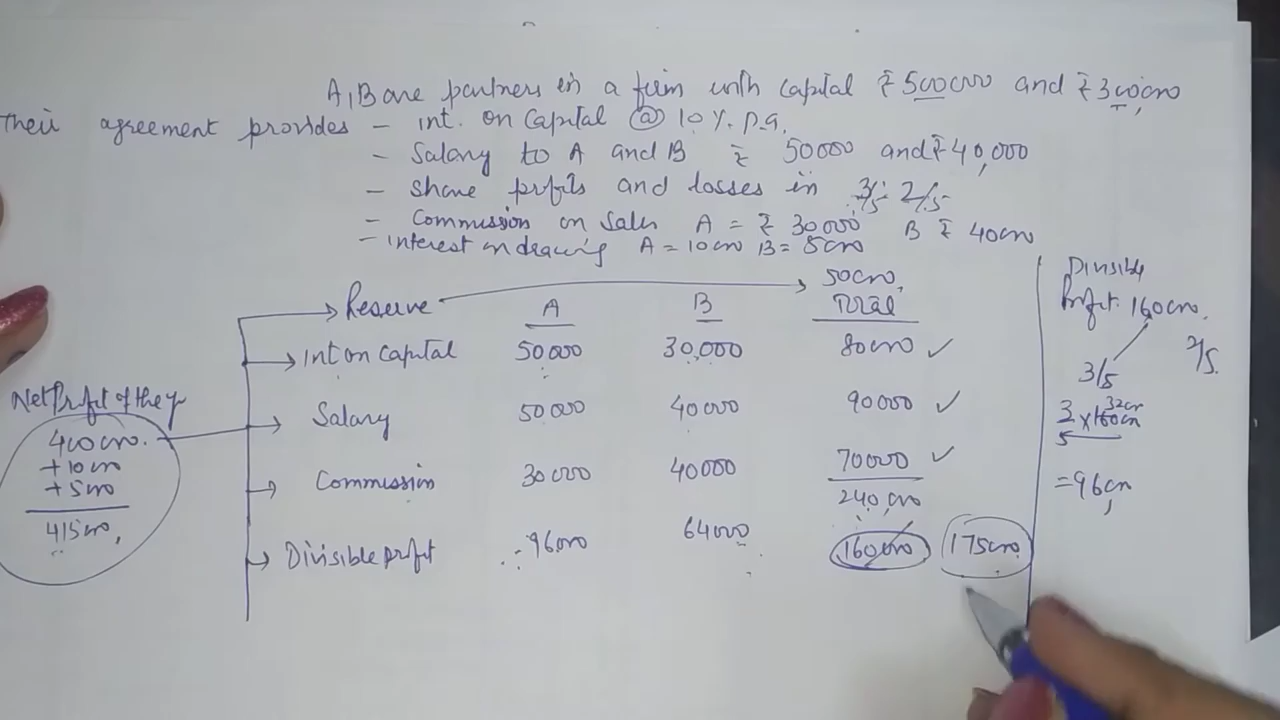 A, B are partners in a firm with capital ₹ 500000 and ₹ 300000,
Their agreement provides - int. on capital @ 10 %. p.a.
- Salary to A and B ₹ 50000 and ₹ 40,000
- Share profits and losses in 3/5 : 2/5
- Commission on Sales A = ₹ 30000 B ₹ 40000
- interest on drawing A = 10000 B = 5000
Reserve 50000,
A B Total
Int on capital 50000 30,000 80000 ✓
Salary 50000 40000 90000 ✓
Commission 30000 40000 70000 ✓
240,000
Divisible profit 96000 64000 160000 175000
Net Profit of the yr
400000.
+ 10000
+ 5000
415000,
Divisible
Profit 160000.
3/5 2/5.
32000
3 × 160000
5
= 96000,